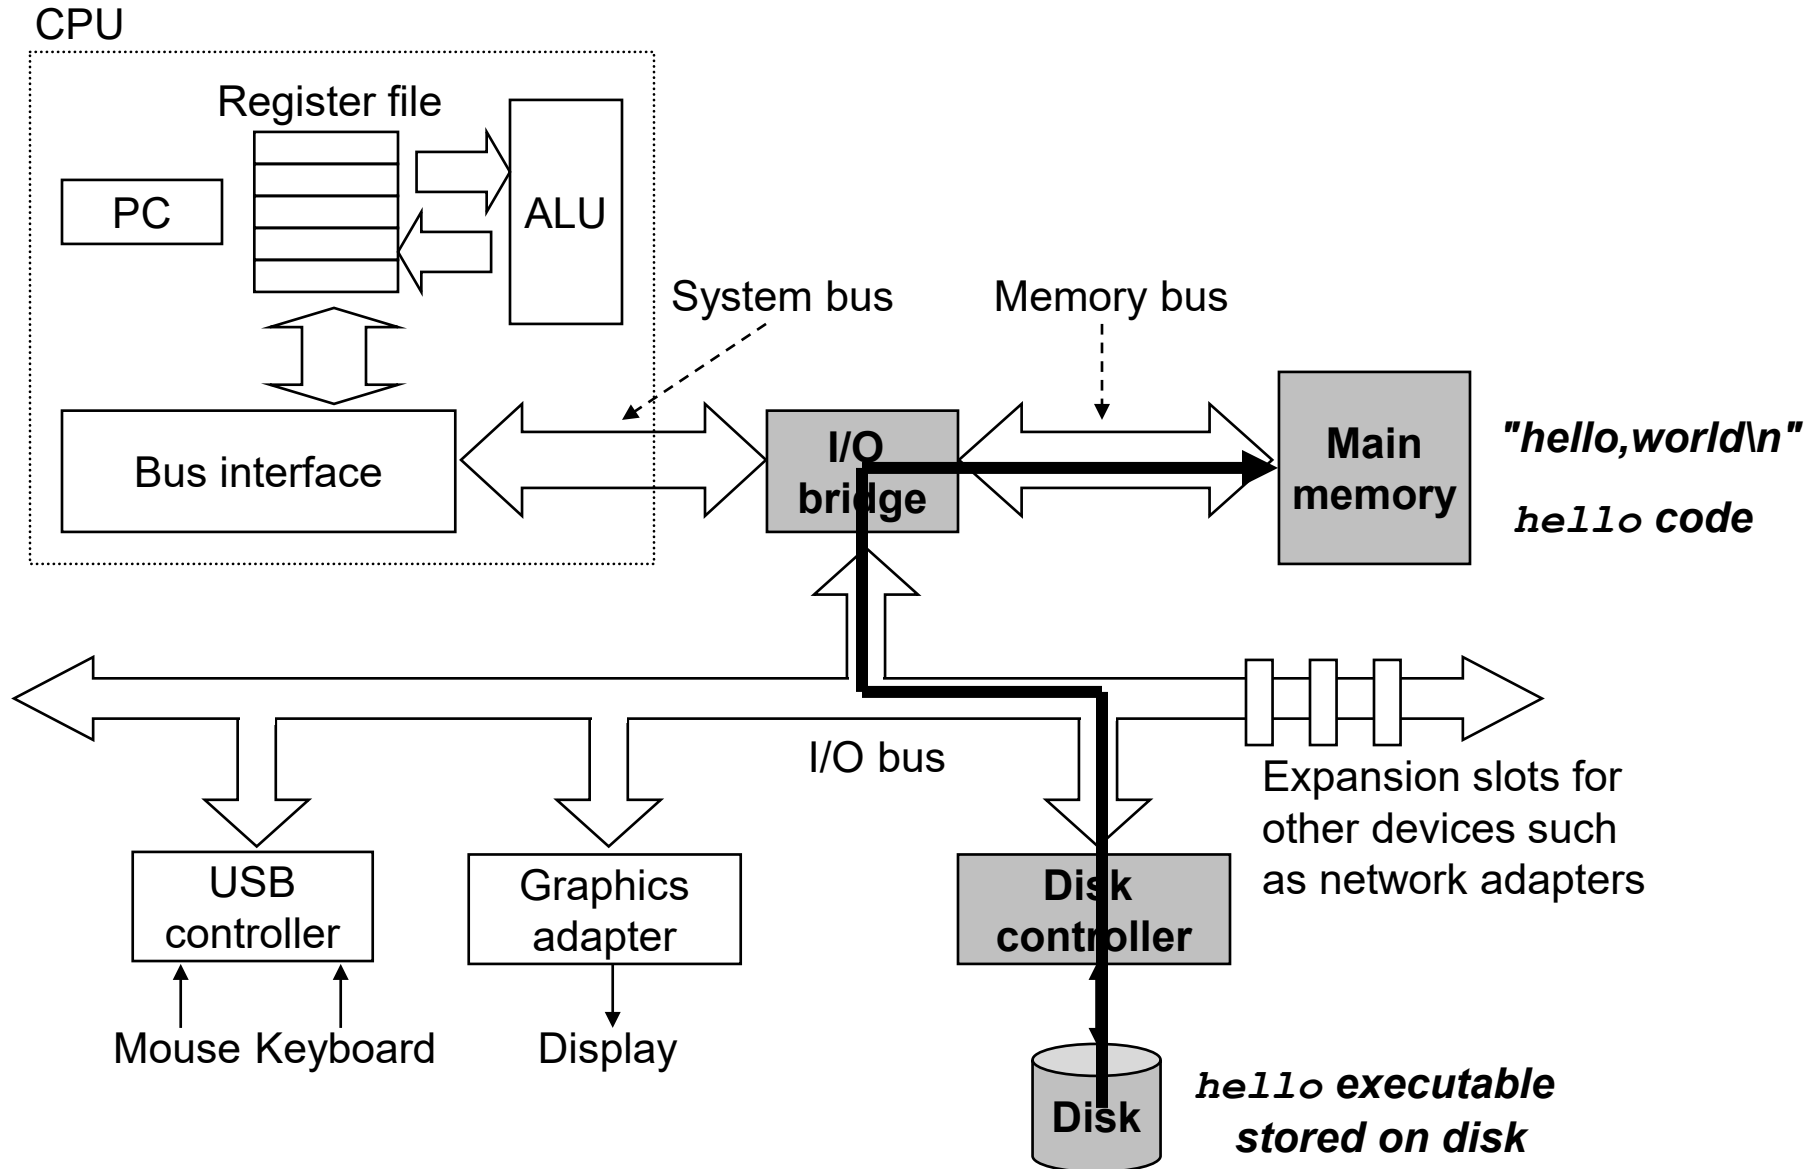 CPU
Register file
PC
ALU
System bus
Memory bus
Bus interface
I/O
bridge
Main
memory
"hello,world\n"
hello code
I/O bus
Expansion slots for
other devices such
as network adapters
USB
controller
Graphics
adapter
Disk
controller
Mouse
Keyboard
Display
Disk
hello executable
stored on disk